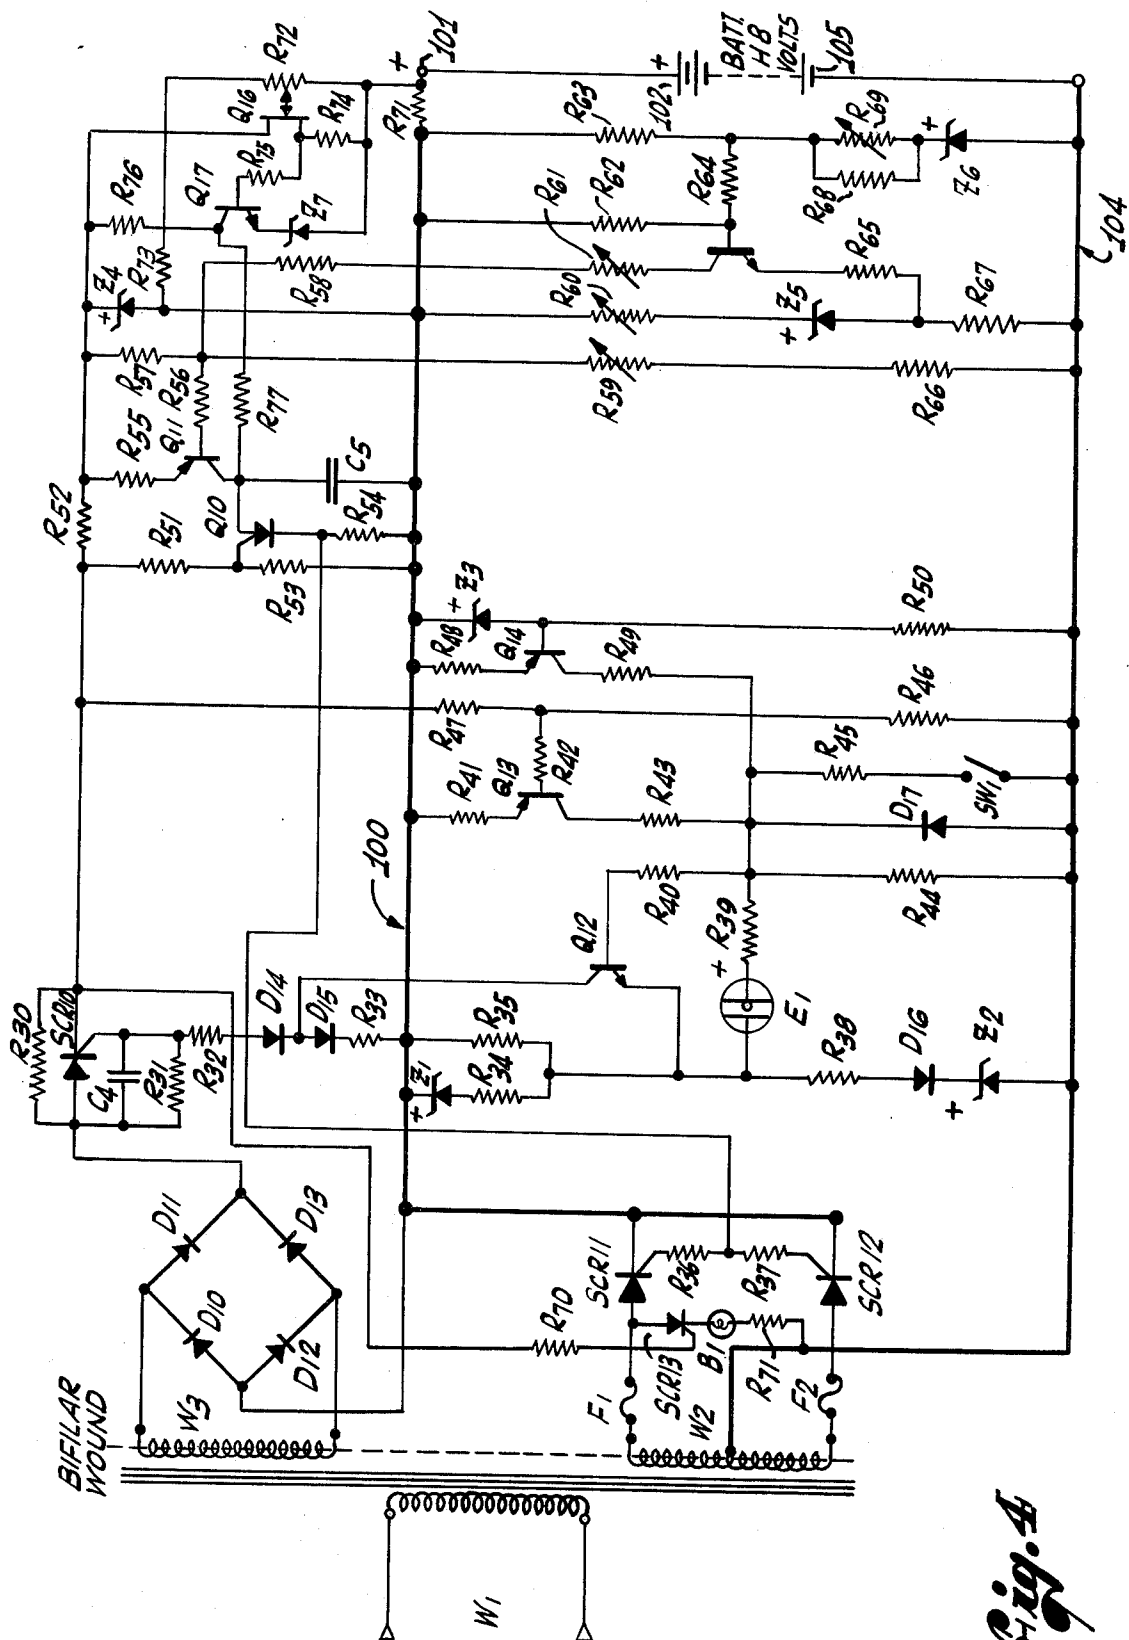 BIFILAR
WOUND
W3
W1
W2
D11
D13
D10
D12
R30
SCR10
C4
R31
R32
D14
D15
R33
Z1
+
R34
R35
R38
D16
Z2
+
E1
+
R39
Q12
R40
R44
R70
SCR11
SCR12
SCR13
R36
R37
B1
R71
F1
F2
100
R41
Q13
R42
R43
D17
SW1
R45
R46
R47
R48
Q14
R49
Z3
+
R50
R51
R52
R53
Q10
R54
C5
R55
Q11
R56
R57
R77
Z4
+
R73
R76
Q17
R75
Z7
Q16
R72
R74
R71
+
101
R58
R59
R60
R61
R62
R63
R64
R65
R66
R67
R68
R69
Z5
+
Z6
+
102
+
BATT.
H8
VOLTS
105
104
Fig. 4